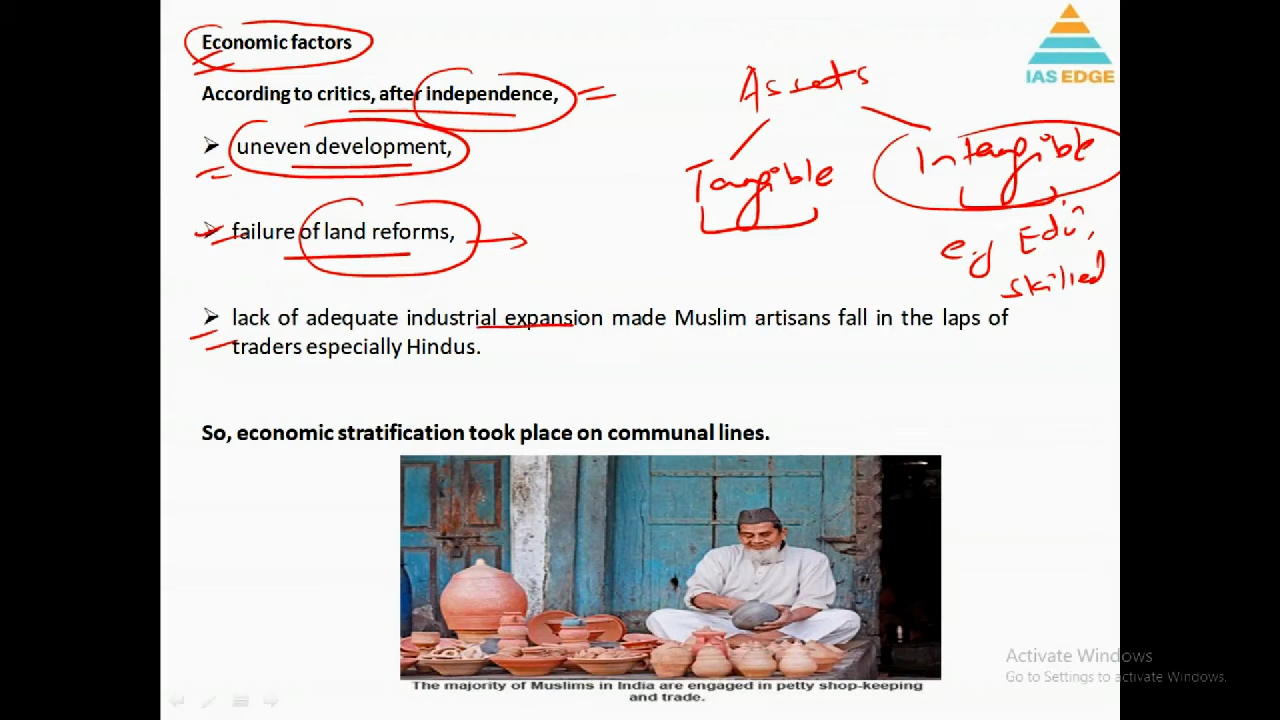 Economic factors
IAS EDGE
According to critics, after independence,
Assets
uneven development,
Tangible
Intangible
failure of land reforms,
e.g Edu,
skilled
lack of adequate industrial expansion made Muslim artisans fall in the laps of
traders especially Hindus.
So, economic stratification took place on communal lines.
The majority of Muslims in India are engaged in petty shop-keeping
and trade.
Activate Windows
Go to Settings to activate Windows.